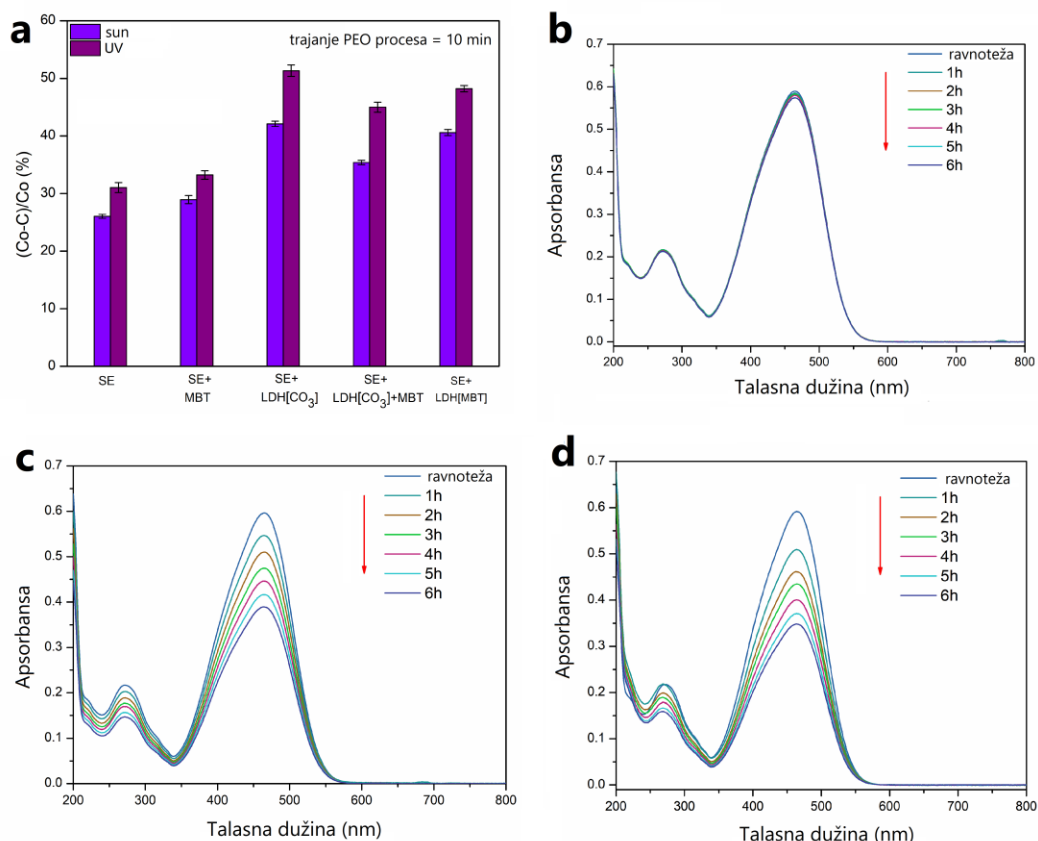 a
sun
UV
trajanje PEO procesa = 10 min
(Co-C)/Co (%)
60
50
40
30
20
10
0
SE
SE+
MBT
SE+
LDH[CO3]
SE+
LDH[CO3]+MBT
SE+
LDH[MBT]
b
ravnoteža
1h
2h
3h
4h
5h
6h
Apsorbansa
0.7
0.6
0.5
0.4
0.3
0.2
0.1
0.0
200 300 400 500 600 700 800
Talasna dužina (nm)
c
ravnoteža
1h
2h
3h
4h
5h
6h
Apsorbansa
0.7
0.6
0.5
0.4
0.3
0.2
0.1
0.0
200 300 400 500 600 700 800
Talasna dužina (nm)
d
ravnoteža
1h
2h
3h
4h
5h
6h
Apsorbansa
0.7
0.6
0.5
0.4
0.3
0.2
0.1
0.0
200 300 400 500 600 700 800
Talasna dužina (nm)